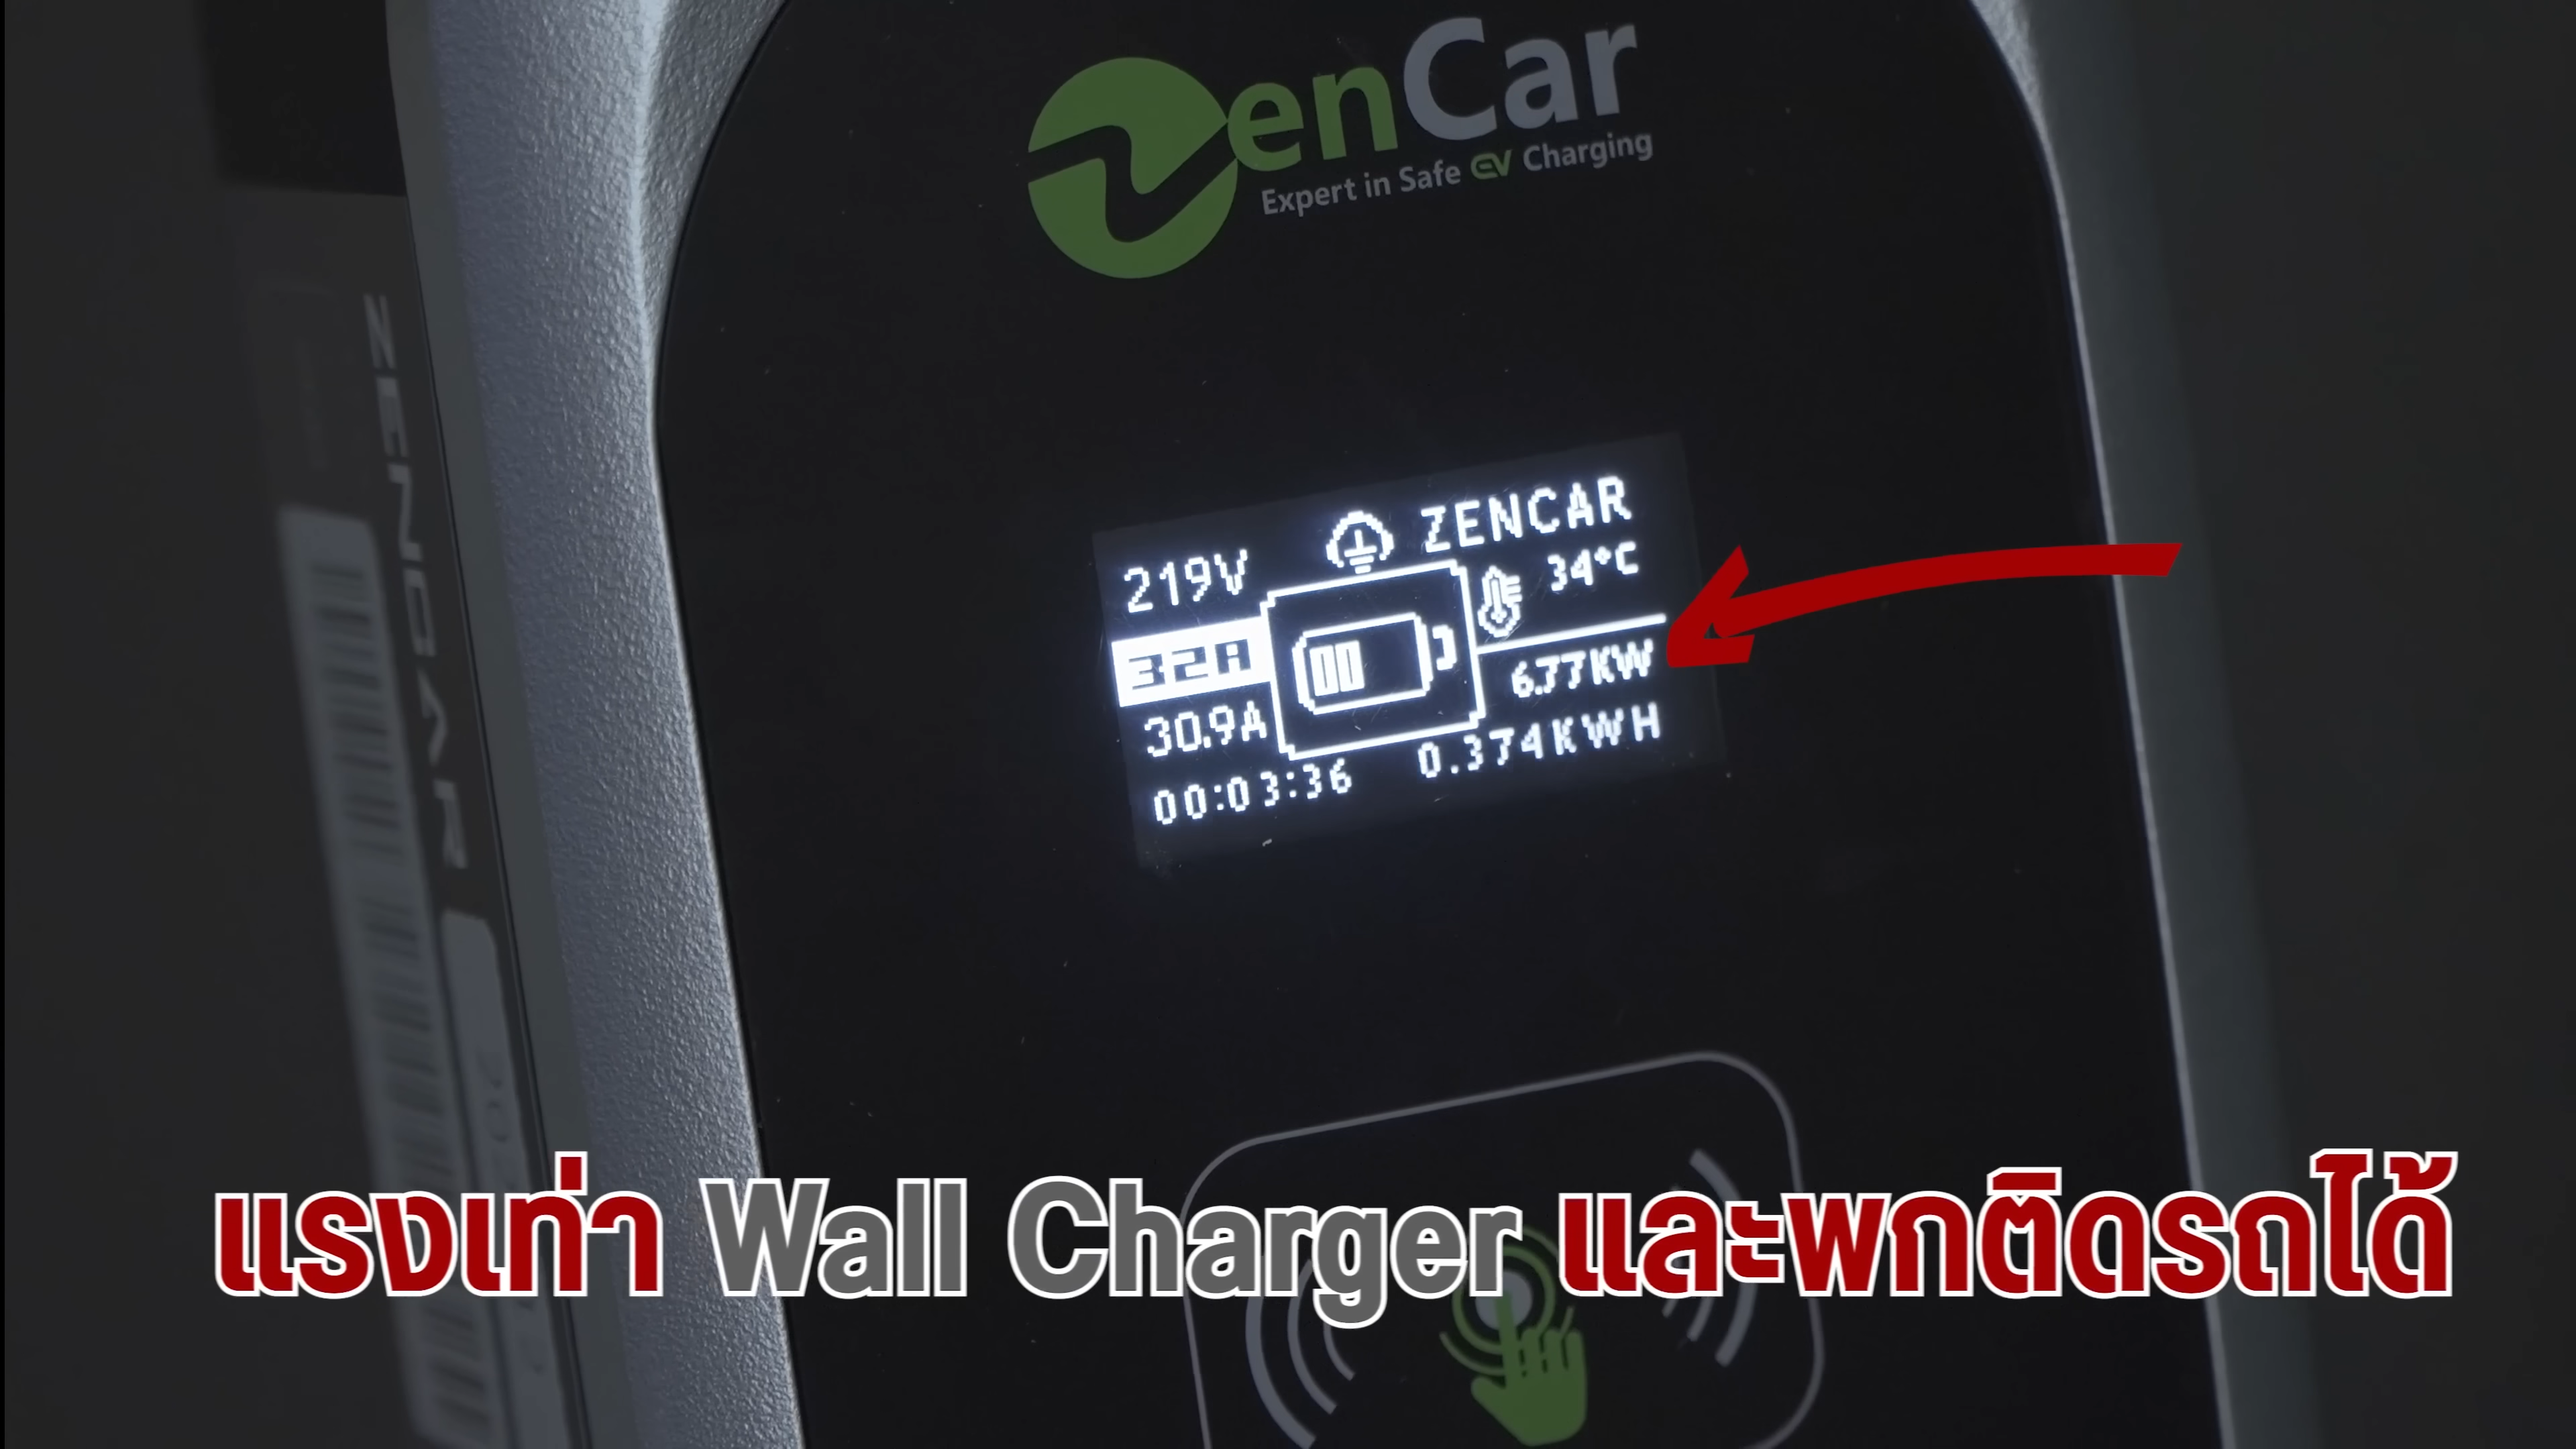 ZenCar
Expert in Safe EV Charging
ZENCAR
219V
ZENCAR
34°C
32A
6.77KW
30.9A
00:03:36
0.374KWH
แรงเท่า Wall Charger และพกติดรถได้